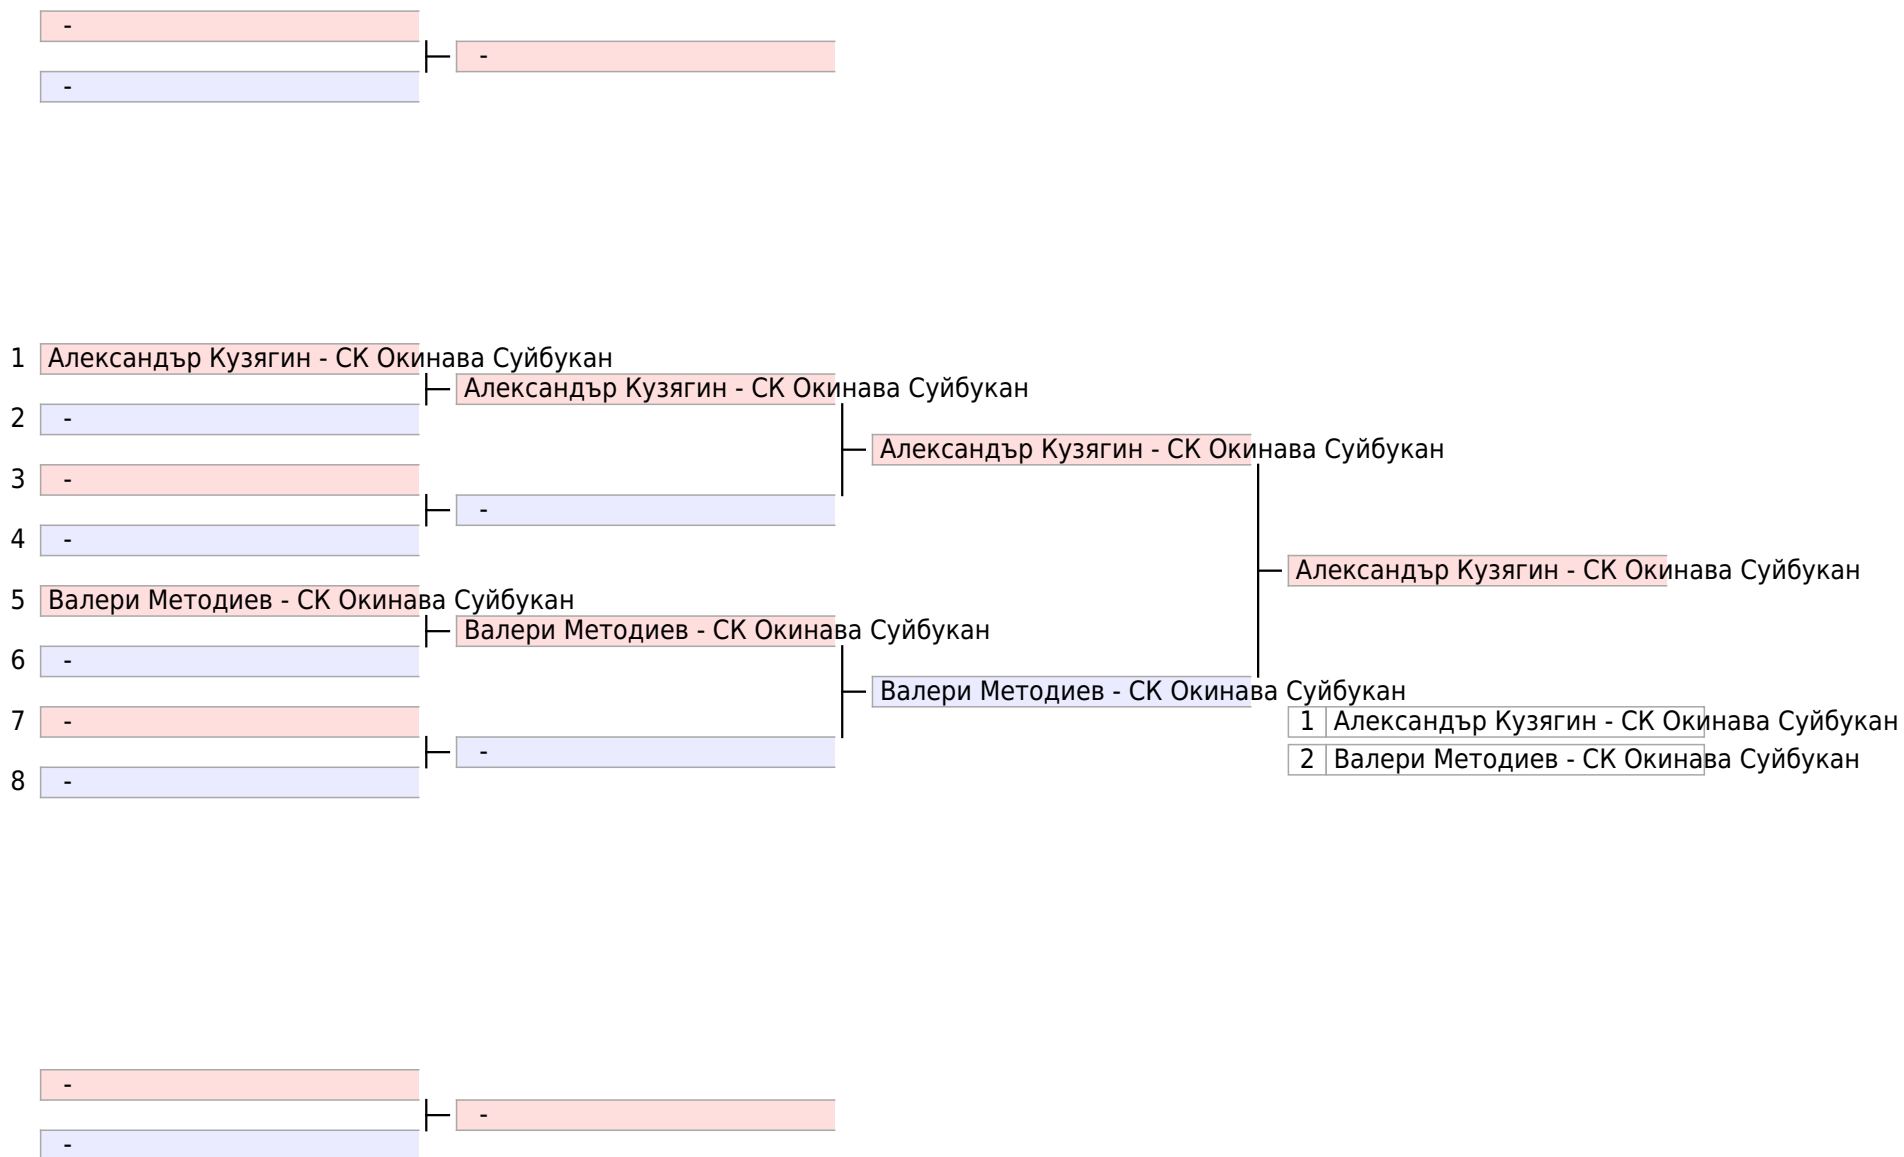 -
-
-
1 Александър Кузягин - СК Окинава Суйбукан
Александър Кузягин - СК Окинава Суйбукан
2 -
Александър Кузягин - СК Окинава Суйбукан
3 -
-
4 -
Александър Кузягин - СК Окинава Суйбукан
5 Валери Методиев - СК Окинава Суйбукан
Валери Методиев - СК Окинава Суйбукан
6 -
Валери Методиев - СК Окинава Суйбукан
7 -
1 Александър Кузягин - СК Окинава Суйбукан
-
2 Валери Методиев - СК Окинава Суйбукан
8 -
-
-
-